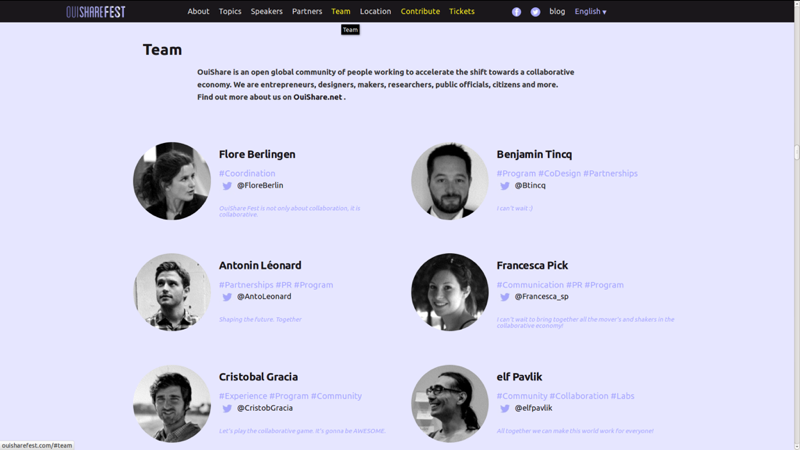 OUISHAREFEST
About Topics Speakers Partners Team Location Contribute Tickets blog English ▾
Team
Team
OuiShare is an open global community of people working to accelerate the shift towards a collaborative
economy. We are entrepreneurs, designers, makers, researchers, public officials, citizens and more.
Find out more about us on OuiShare.net .
Flore Berlingen
#Coordination
@FloreBerlin
OuiShare Fest is not only about collaboration, it is
collaborative.
Benjamin Tincq
#Program #CoDesign #Partnerships
@Btincq
I can't wait :)
Antonin Léonard
#Partnerships #PR #Program
@AntoLeonard
Shaping the future. Together
Francesca Pick
#Communication #PR #Program
@Francesca_sp
I can't wait to bring together all the mover's and shakers in the
collaborative economy!
Cristobal Gracia
#Experience #Program #Community
@CristobGracia
Let's play the collaborative game. It's gonna be AWESOME.
elf Pavlik
#Community #Collaboration #Labs
@elfpavlik
All together we can make this world work for everyone!
ouisharefest.com/#team